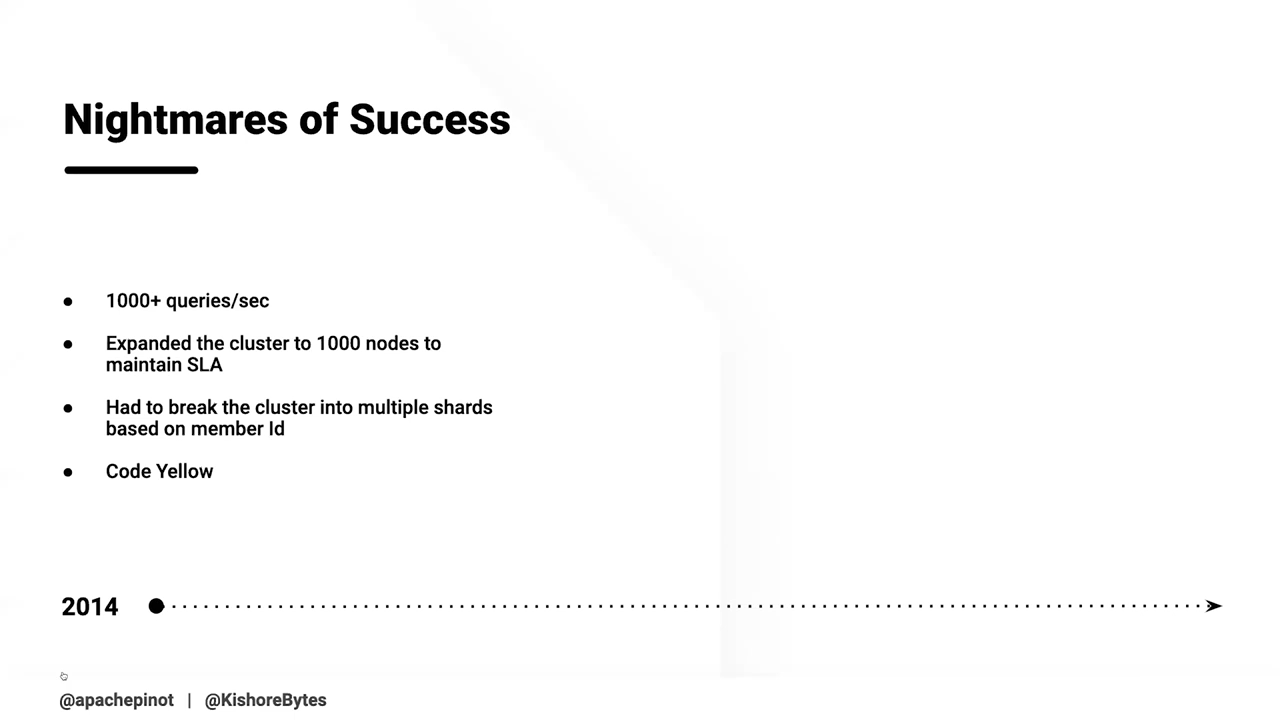 Nightmares of Success
● 1000+ queries/sec
● Expanded the cluster to 1000 nodes to
maintain SLA
● Had to break the cluster into multiple shards
based on member Id
● Code Yellow
2014
@apachepinot | @KishoreBytes